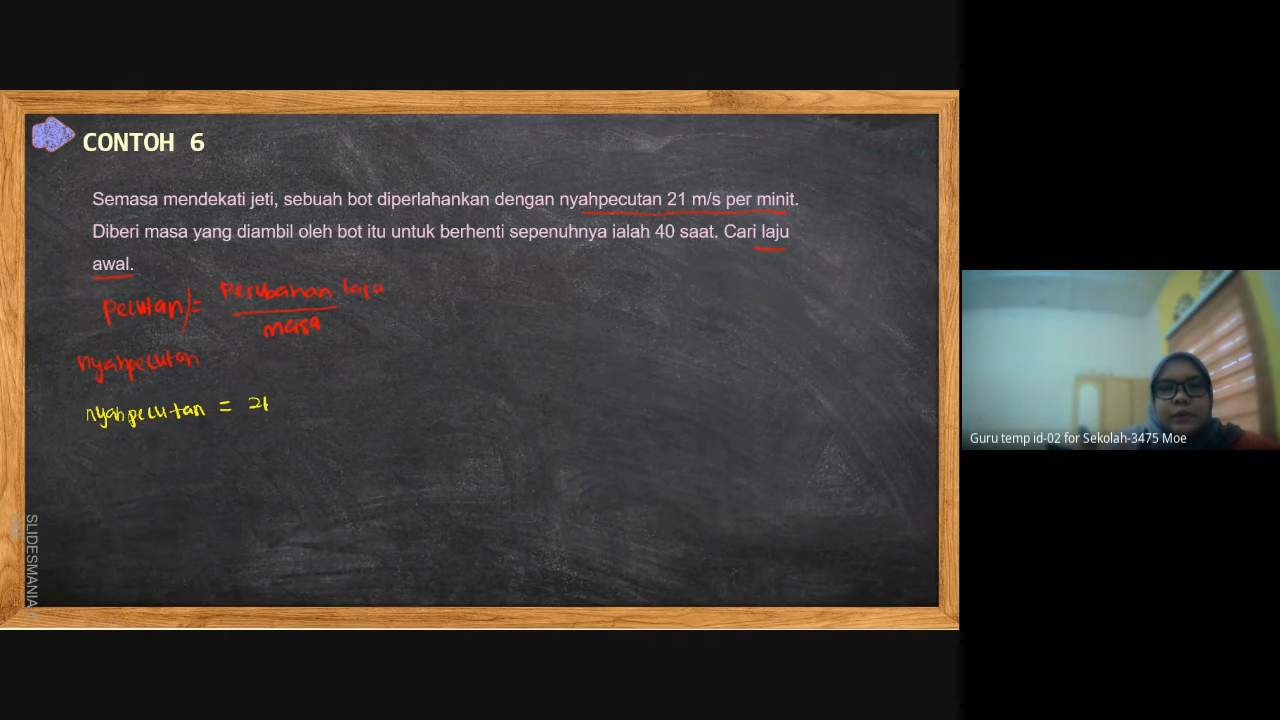 CONTOH 6
Semasa mendekati jeti, sebuah bot diperlahankan dengan nyahpecutan 21 m/s per minit.
Diberi masa yang diambil oleh bot itu untuk berhenti sepenuhnya ialah 40 saat. Cari laju
awal.
pecutan = perubahan laju
masa
nyahpecutan
nyahpecutan = 21
SLIDESMANIA
Guru temp id-02 for Sekolah-3475 Moe